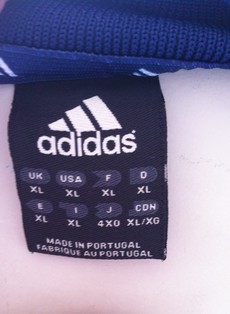 adidas®
UK USA F D
XL XL XL XL
E I J CDN
XL XL 4XO XL/XG
MADE IN PORTUGAL
FABRIQUE AU PORTUGAL